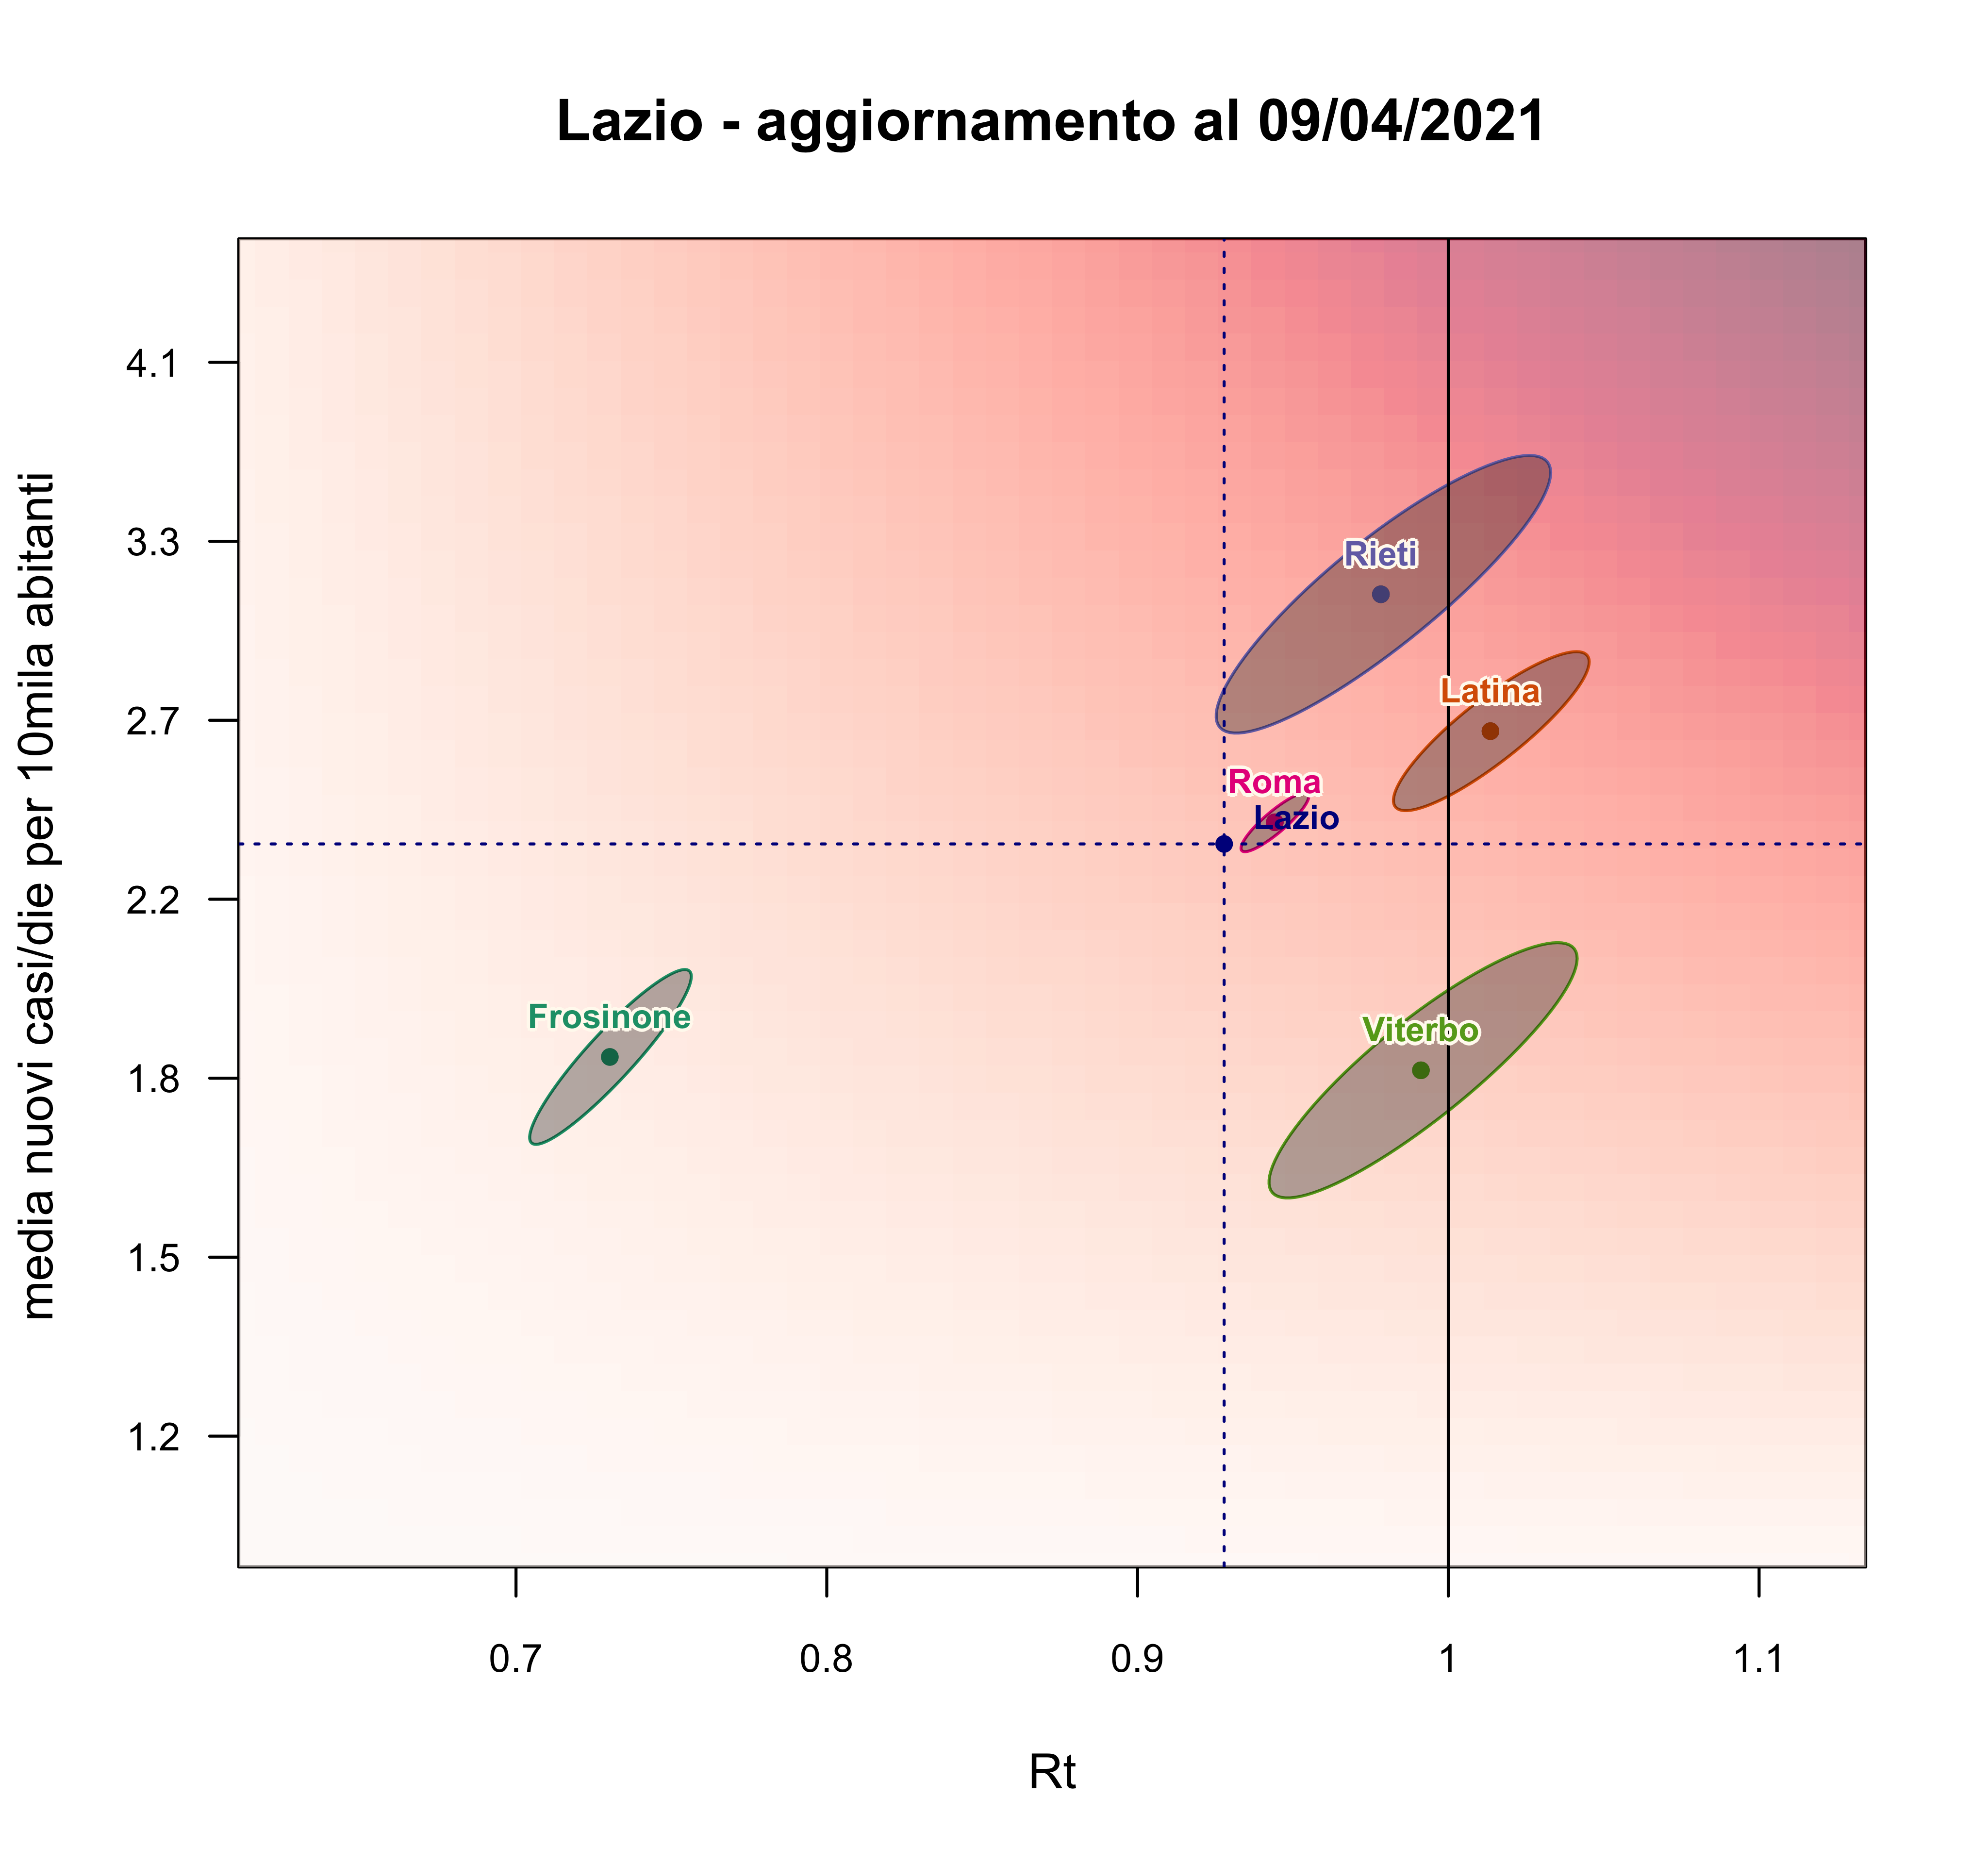 Lazio - aggiornamento al 09/04/2021
media nuovi casi/die per 10mila abitanti
4.1
3.3
2.7
2.2
1.8
1.5
1.2
Rieti
Latina
Roma
Lazio
Frosinone
Viterbo
0.7 0.8 0.9 1 1.1
Rt